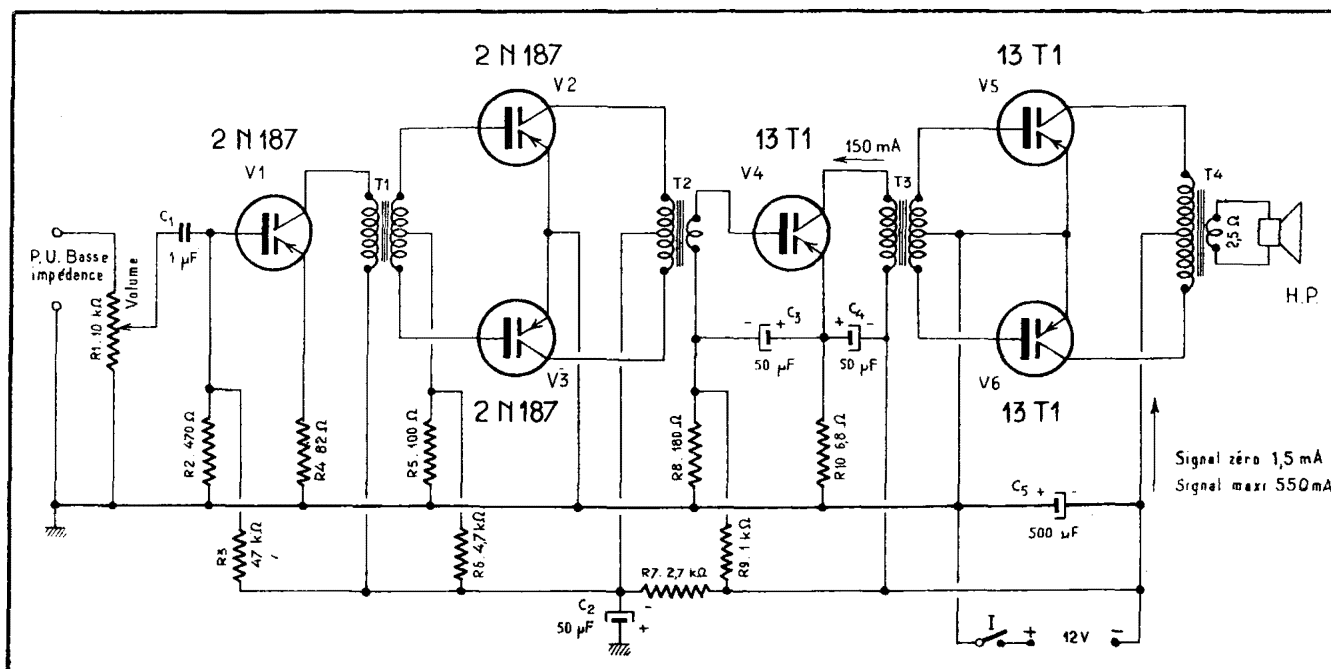 2 N 187
13 T1
V2
V5
2 N 187
V1
13 T1
V4
150 mA
T1
T2
T3
T4
C1
1 µF
P.U. Basse
impédence
Volume
R1. 10 kΩ
2,5 Ω
H.P.
- + C3
50 µF
C4
+ -
50 µF
V3
V6
2 N 187
13 T1
R2. 470 Ω
R4 82 Ω
R5. 100 Ω
R8. 180 Ω
R10 6,8 Ω
Signal zéro 1,5 mA
Signal maxi 550mA
C5 + -
500 µF
R3
47 kΩ
R6. 4,7kΩ
R9. 1 kΩ
R7. 2,7 kΩ
C2
50 µF
-
+
I
+ 12V -